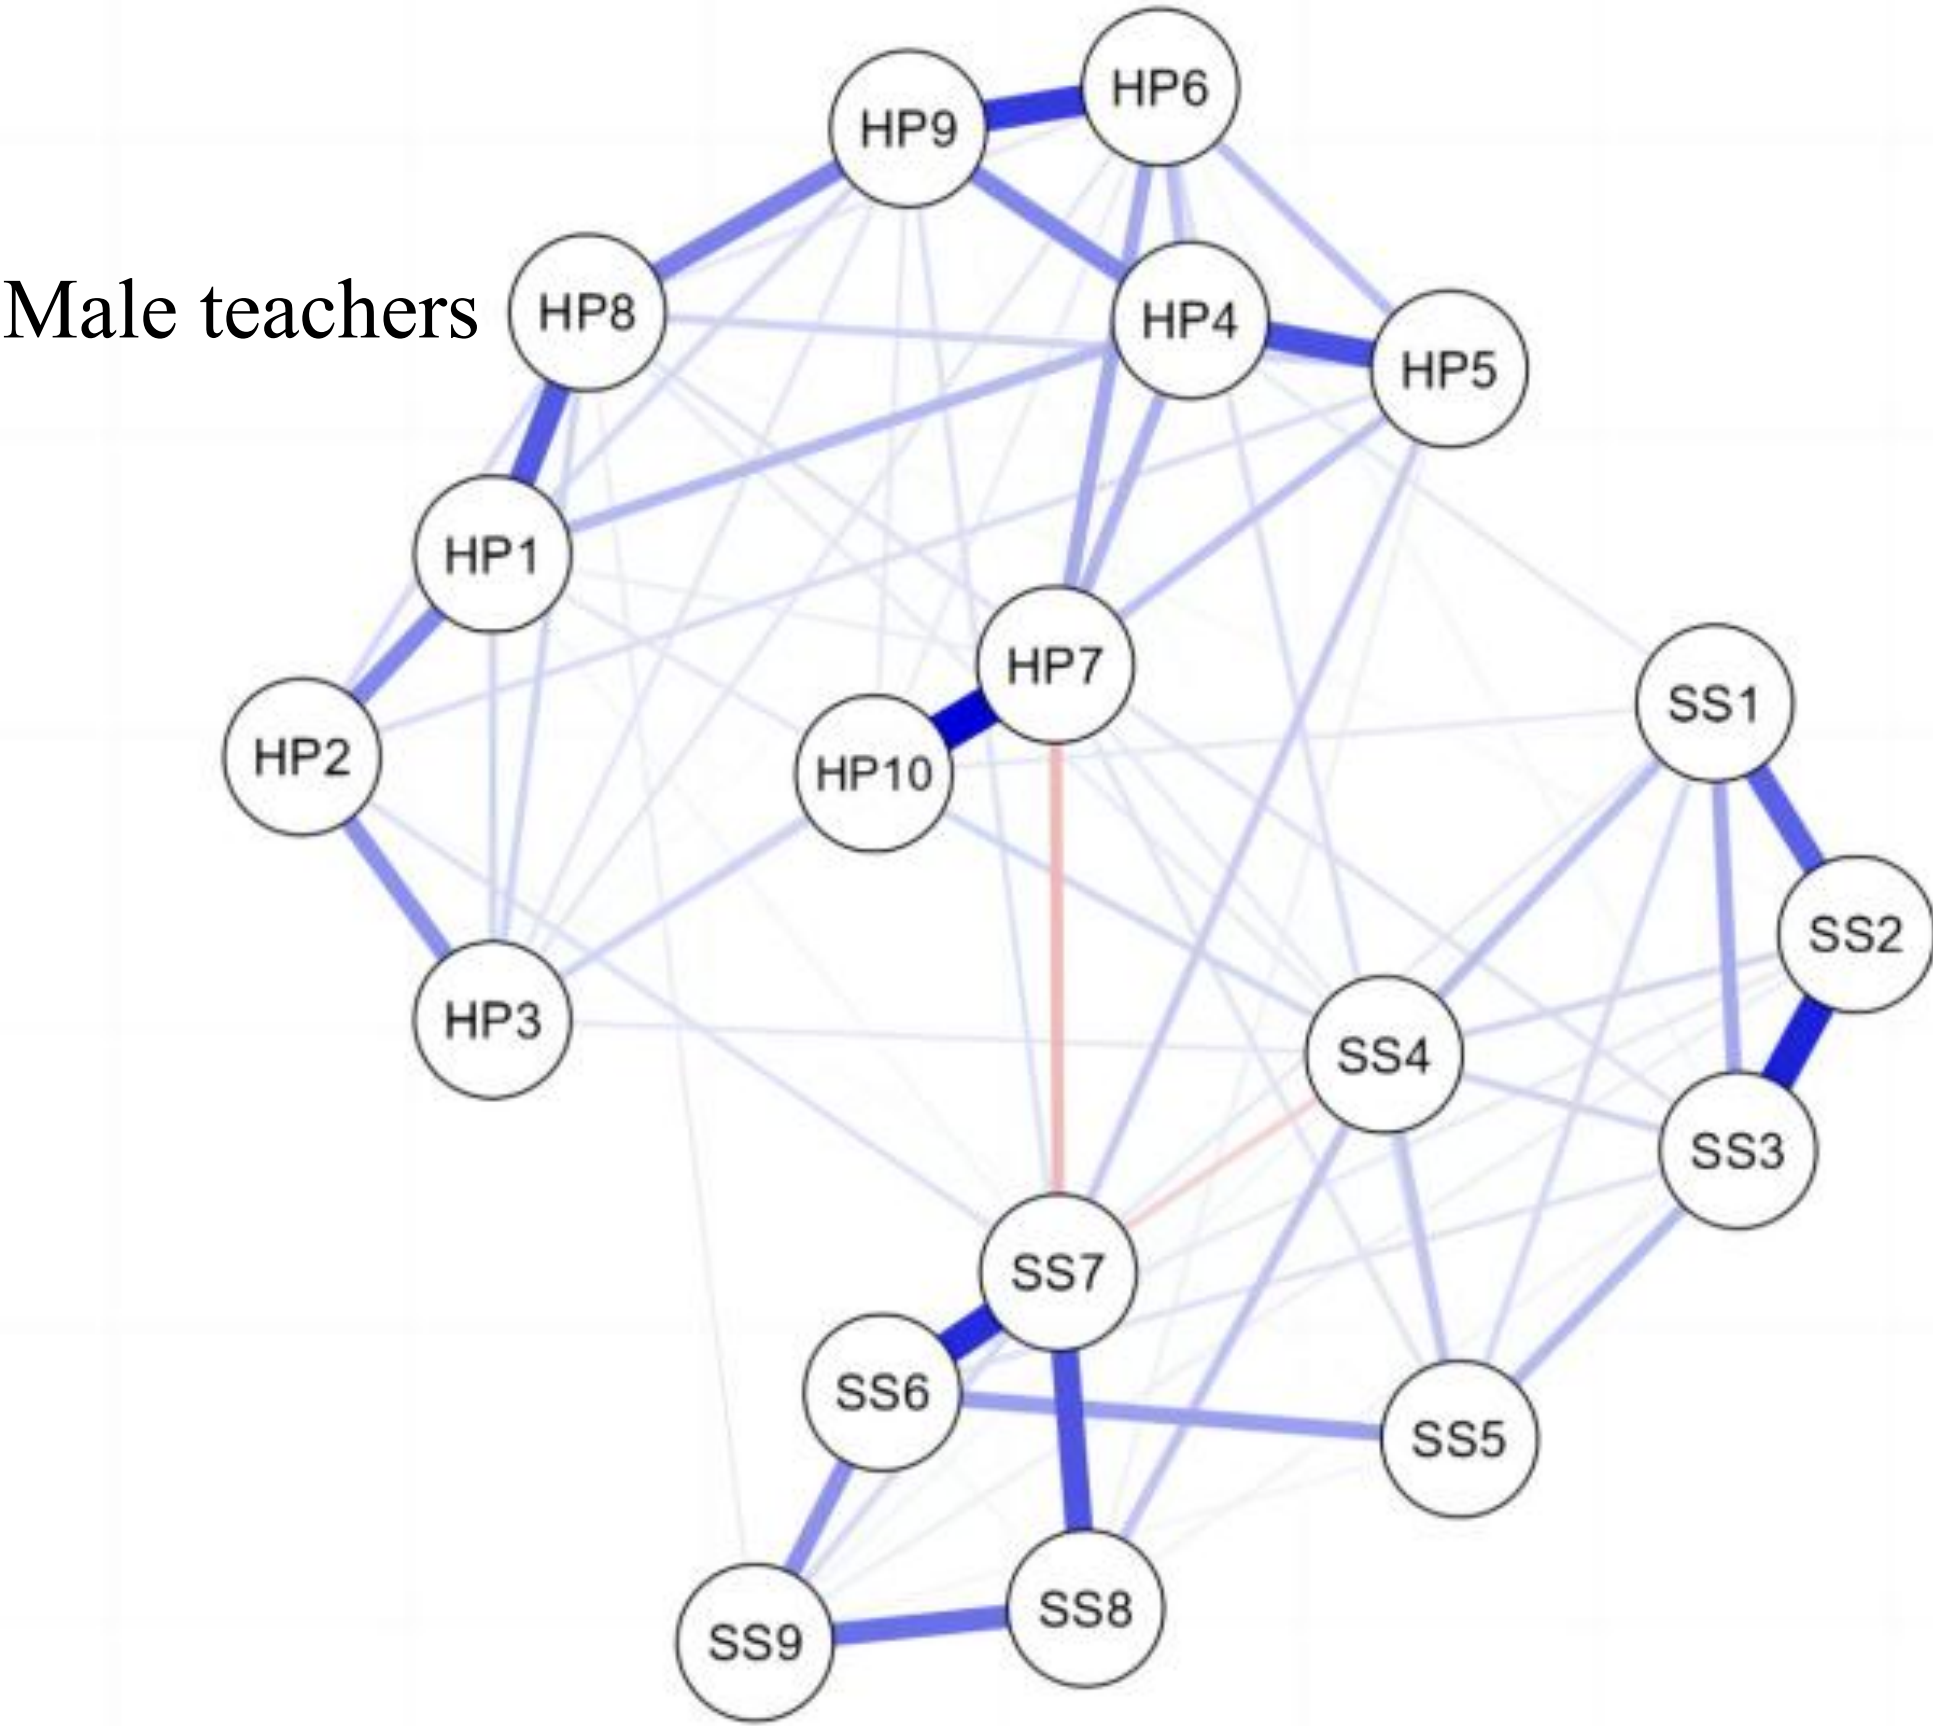 HP6
HP9
Male teachers
HP8
HP4
HP5
HP1
HP7
SS1
HP2
HP10
SS2
HP3
SS4
SS3
SS7
SS6
SS5
SS8
SS9